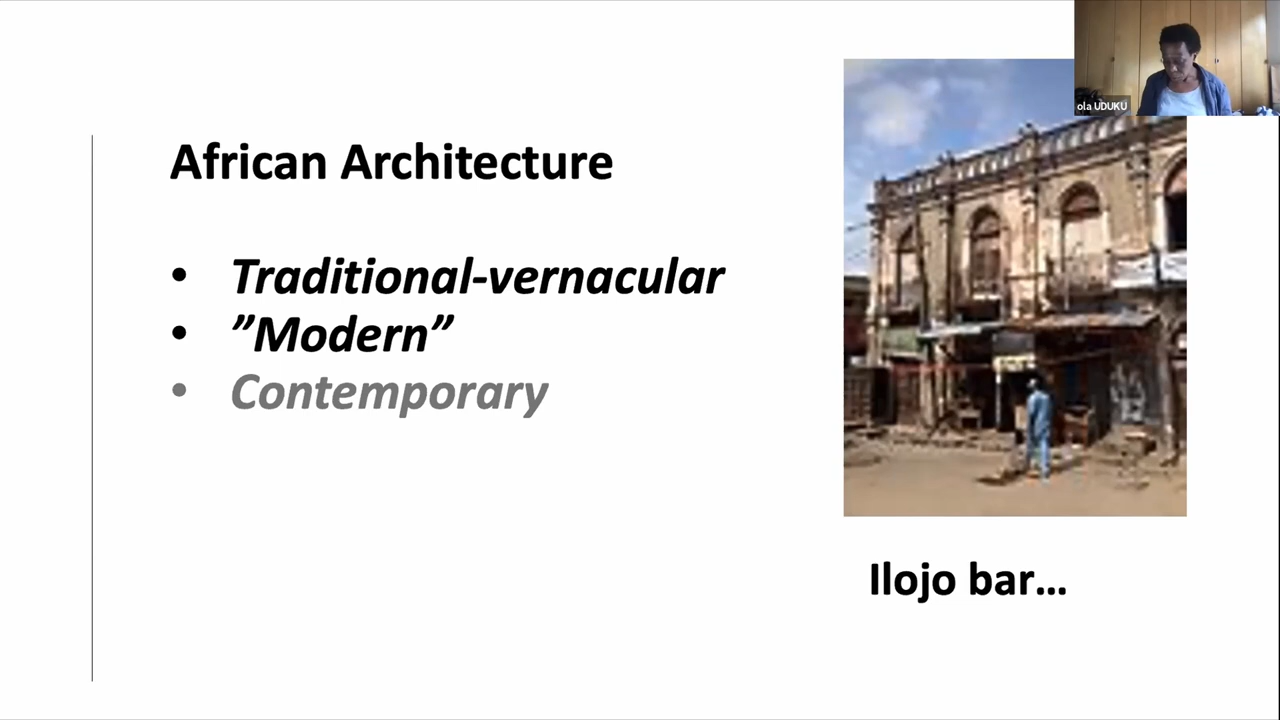 ola UDUKU
African Architecture
• Traditional-vernacular
• ”Modern”
• Contemporary
Ilojo bar...